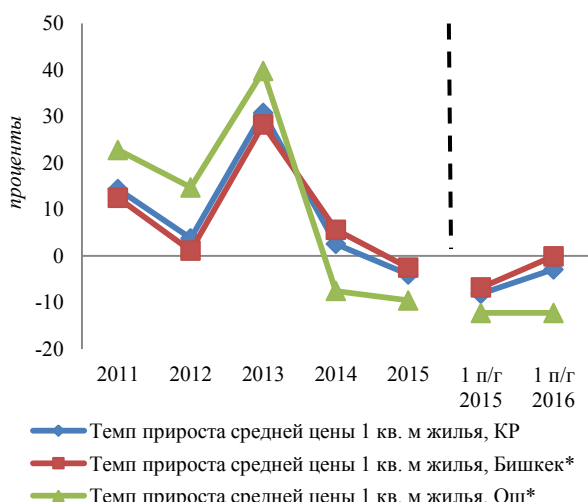 50
40
30
20
10
0
-10
-20
проценты
2011 2012 2013 2014 2015 1 п/г 2015 1 п/г 2016
Темп прироста средней цены 1 кв. м жилья, КР
Темп прироста средней цены 1 кв. м жилья, Бишкек*
Темп прироста средней цены 1 кв. м жилья, Ош*